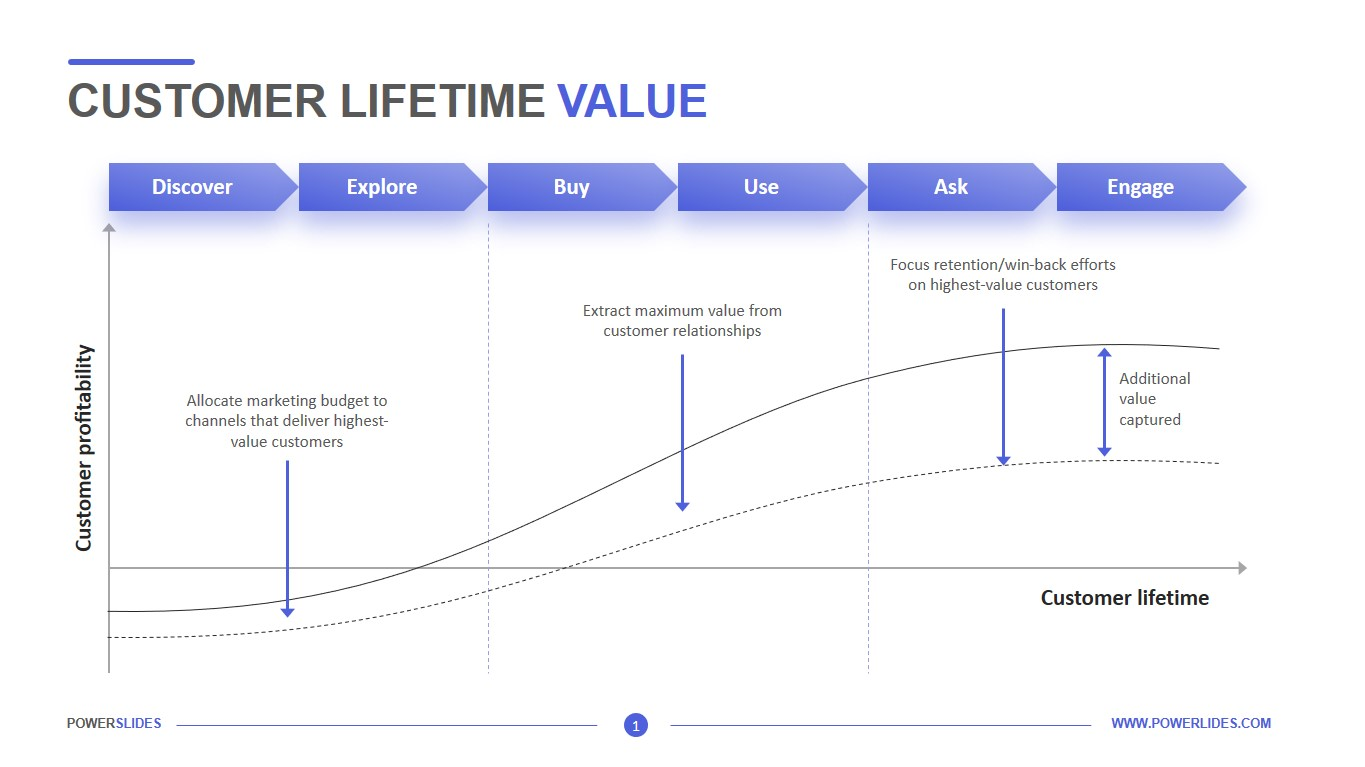 CUSTOMER LIFETIME VALUE
Discover
Explore
Buy
Use
Ask
Engage
Focus retention/win-back efforts
on highest-value customers
Extract maximum value from
customer relationships
Additional
value
captured
Allocate marketing budget to
channels that deliver highest-
value customers
Customer profitability
Customer lifetime
POWERSLIDES
1
WWW.POWERLIDES.COM